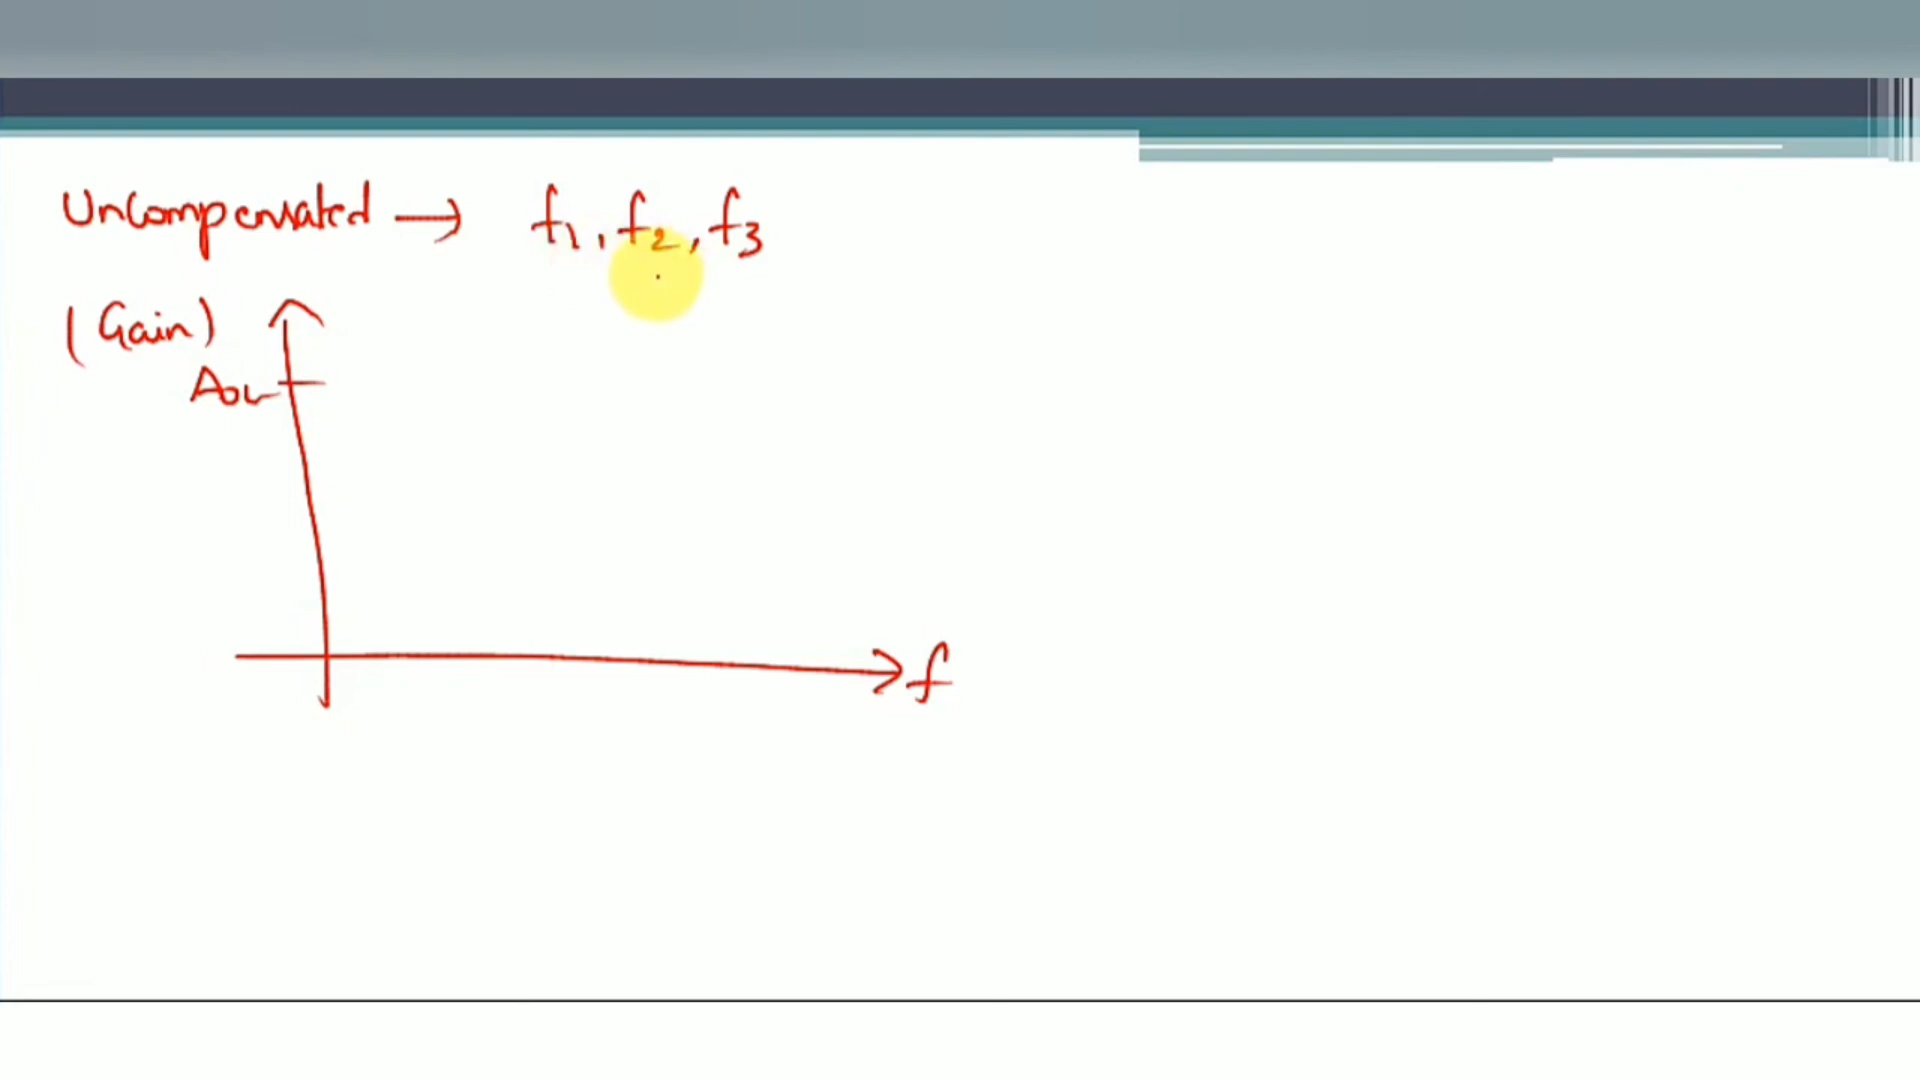 Uncompensated → f1, f2, f3
(Gain)
AOL
f